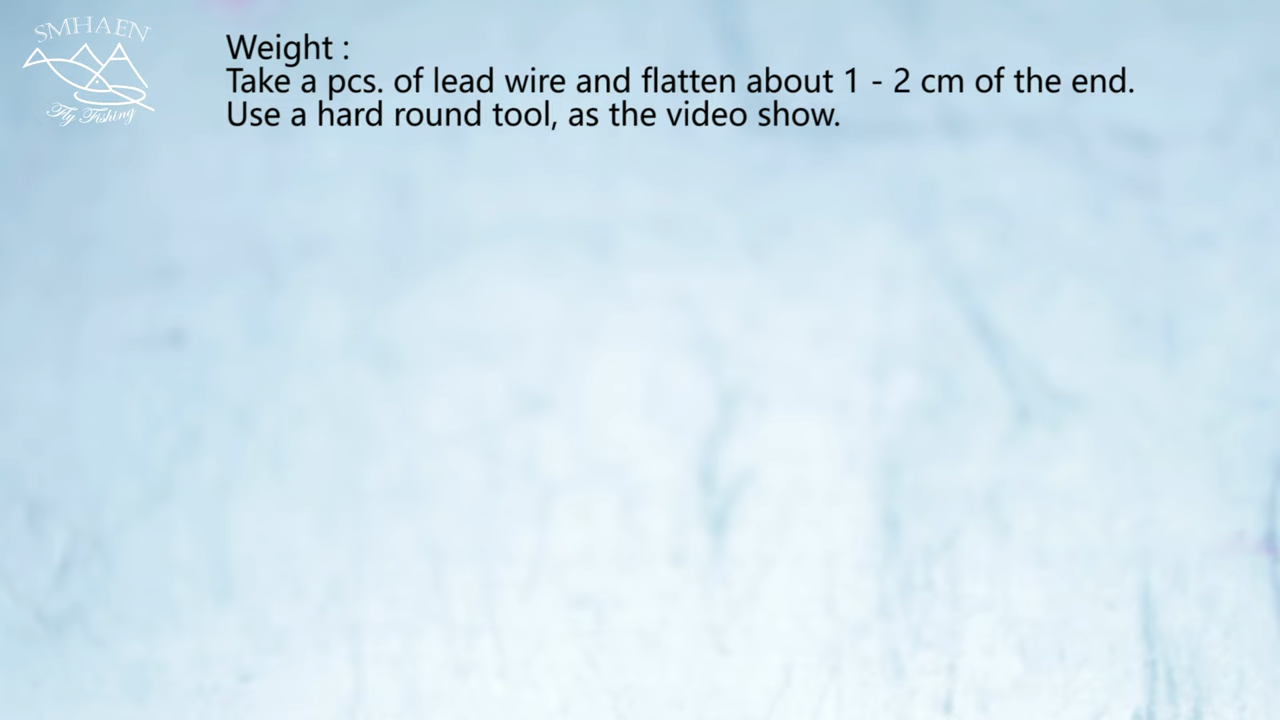 SMHAEN
Fly Fishing
Weight :
Take a pcs. of lead wire and flatten about 1 - 2 cm of the end.
Use a hard round tool, as the video show.